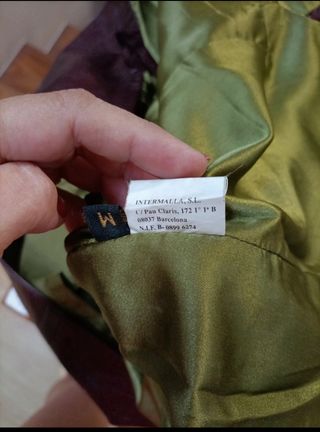 INTERMALLA, S.L.
C/ Pau Claris, 172 1º 1ª B
08037 Barcelona
N.I.F. B- 0899 6274
M